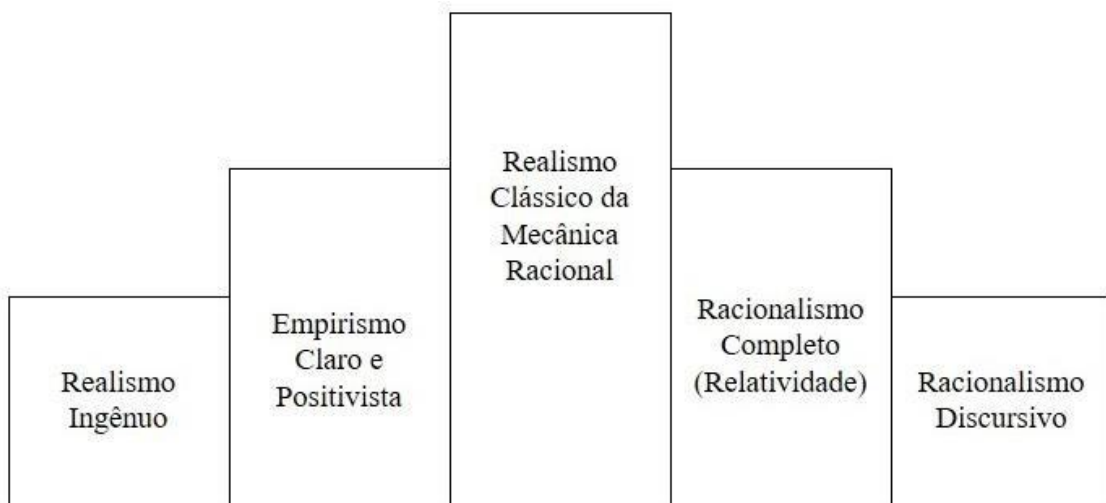 Realismo
Ingênuo
Empirismo
Claro e
Positivista
Realismo
Clássico da
Mecânica
Racional
Racionalismo
Completo
(Relatividade)
Racionalismo
Discursivo